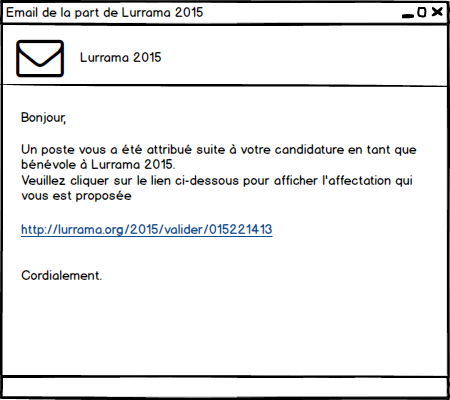 Email de la part de Lurrama 2015
Lurrama 2015
Bonjour,
Un poste vous a été attribué suite à votre candidature en tant que
bénévole à Lurrama 2015.
Veuillez cliquer sur le lien ci-dessous pour afficher l'affectation qui
vous est proposée
http://lurrama.org/2015/valider/015221413
Cordialement.